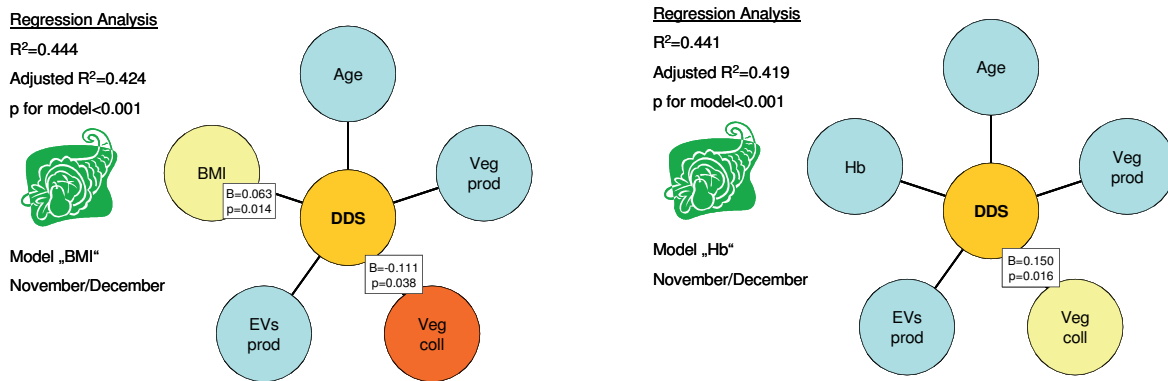 Regression Analysis
R²=0.444
Adjusted R²=0.424
p for model<0.001
Model „BMI“
November/December
Age
BMI
B=0.063
p=0.014
Veg
prod
DDS
B=-0.111
p=0.038
EVs
prod
Veg
coll
Regression Analysis
R²=0.441
Adjusted R²=0.419
p for model<0.001
Model „Hb“
November/December
Age
Hb
Veg
prod
DDS
B=0.150
p=0.016
EVs
prod
Veg
coll